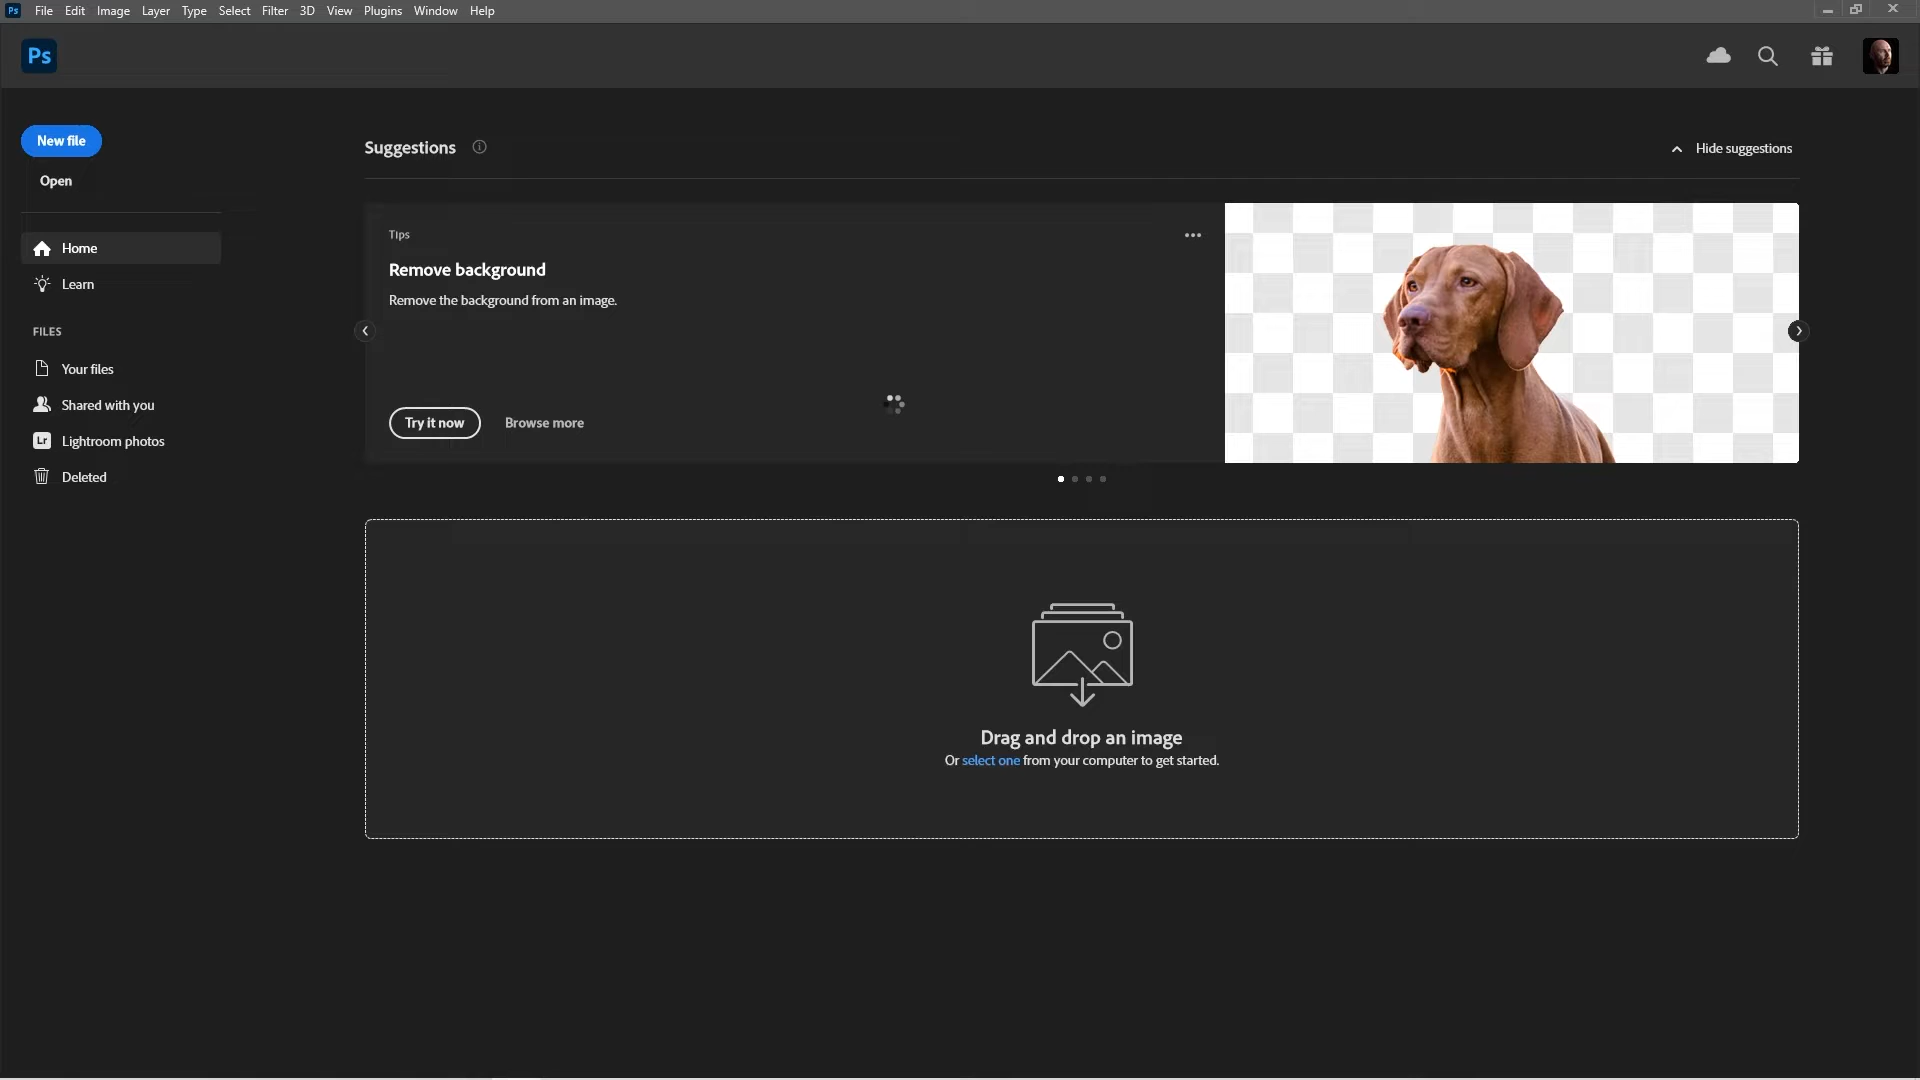 Ps File Edit Image Layer Type Select Filter 3D View Plugins Window Help
Ps
New file
Open
Home
Learn
FILES
Your files
Shared with you
Lr Lightroom photos
Deleted
Suggestions
Hide suggestions
Tips
Remove background
Remove the background from an image.
Try it now Browse more
Drag and drop an image
Or select one from your computer to get started.